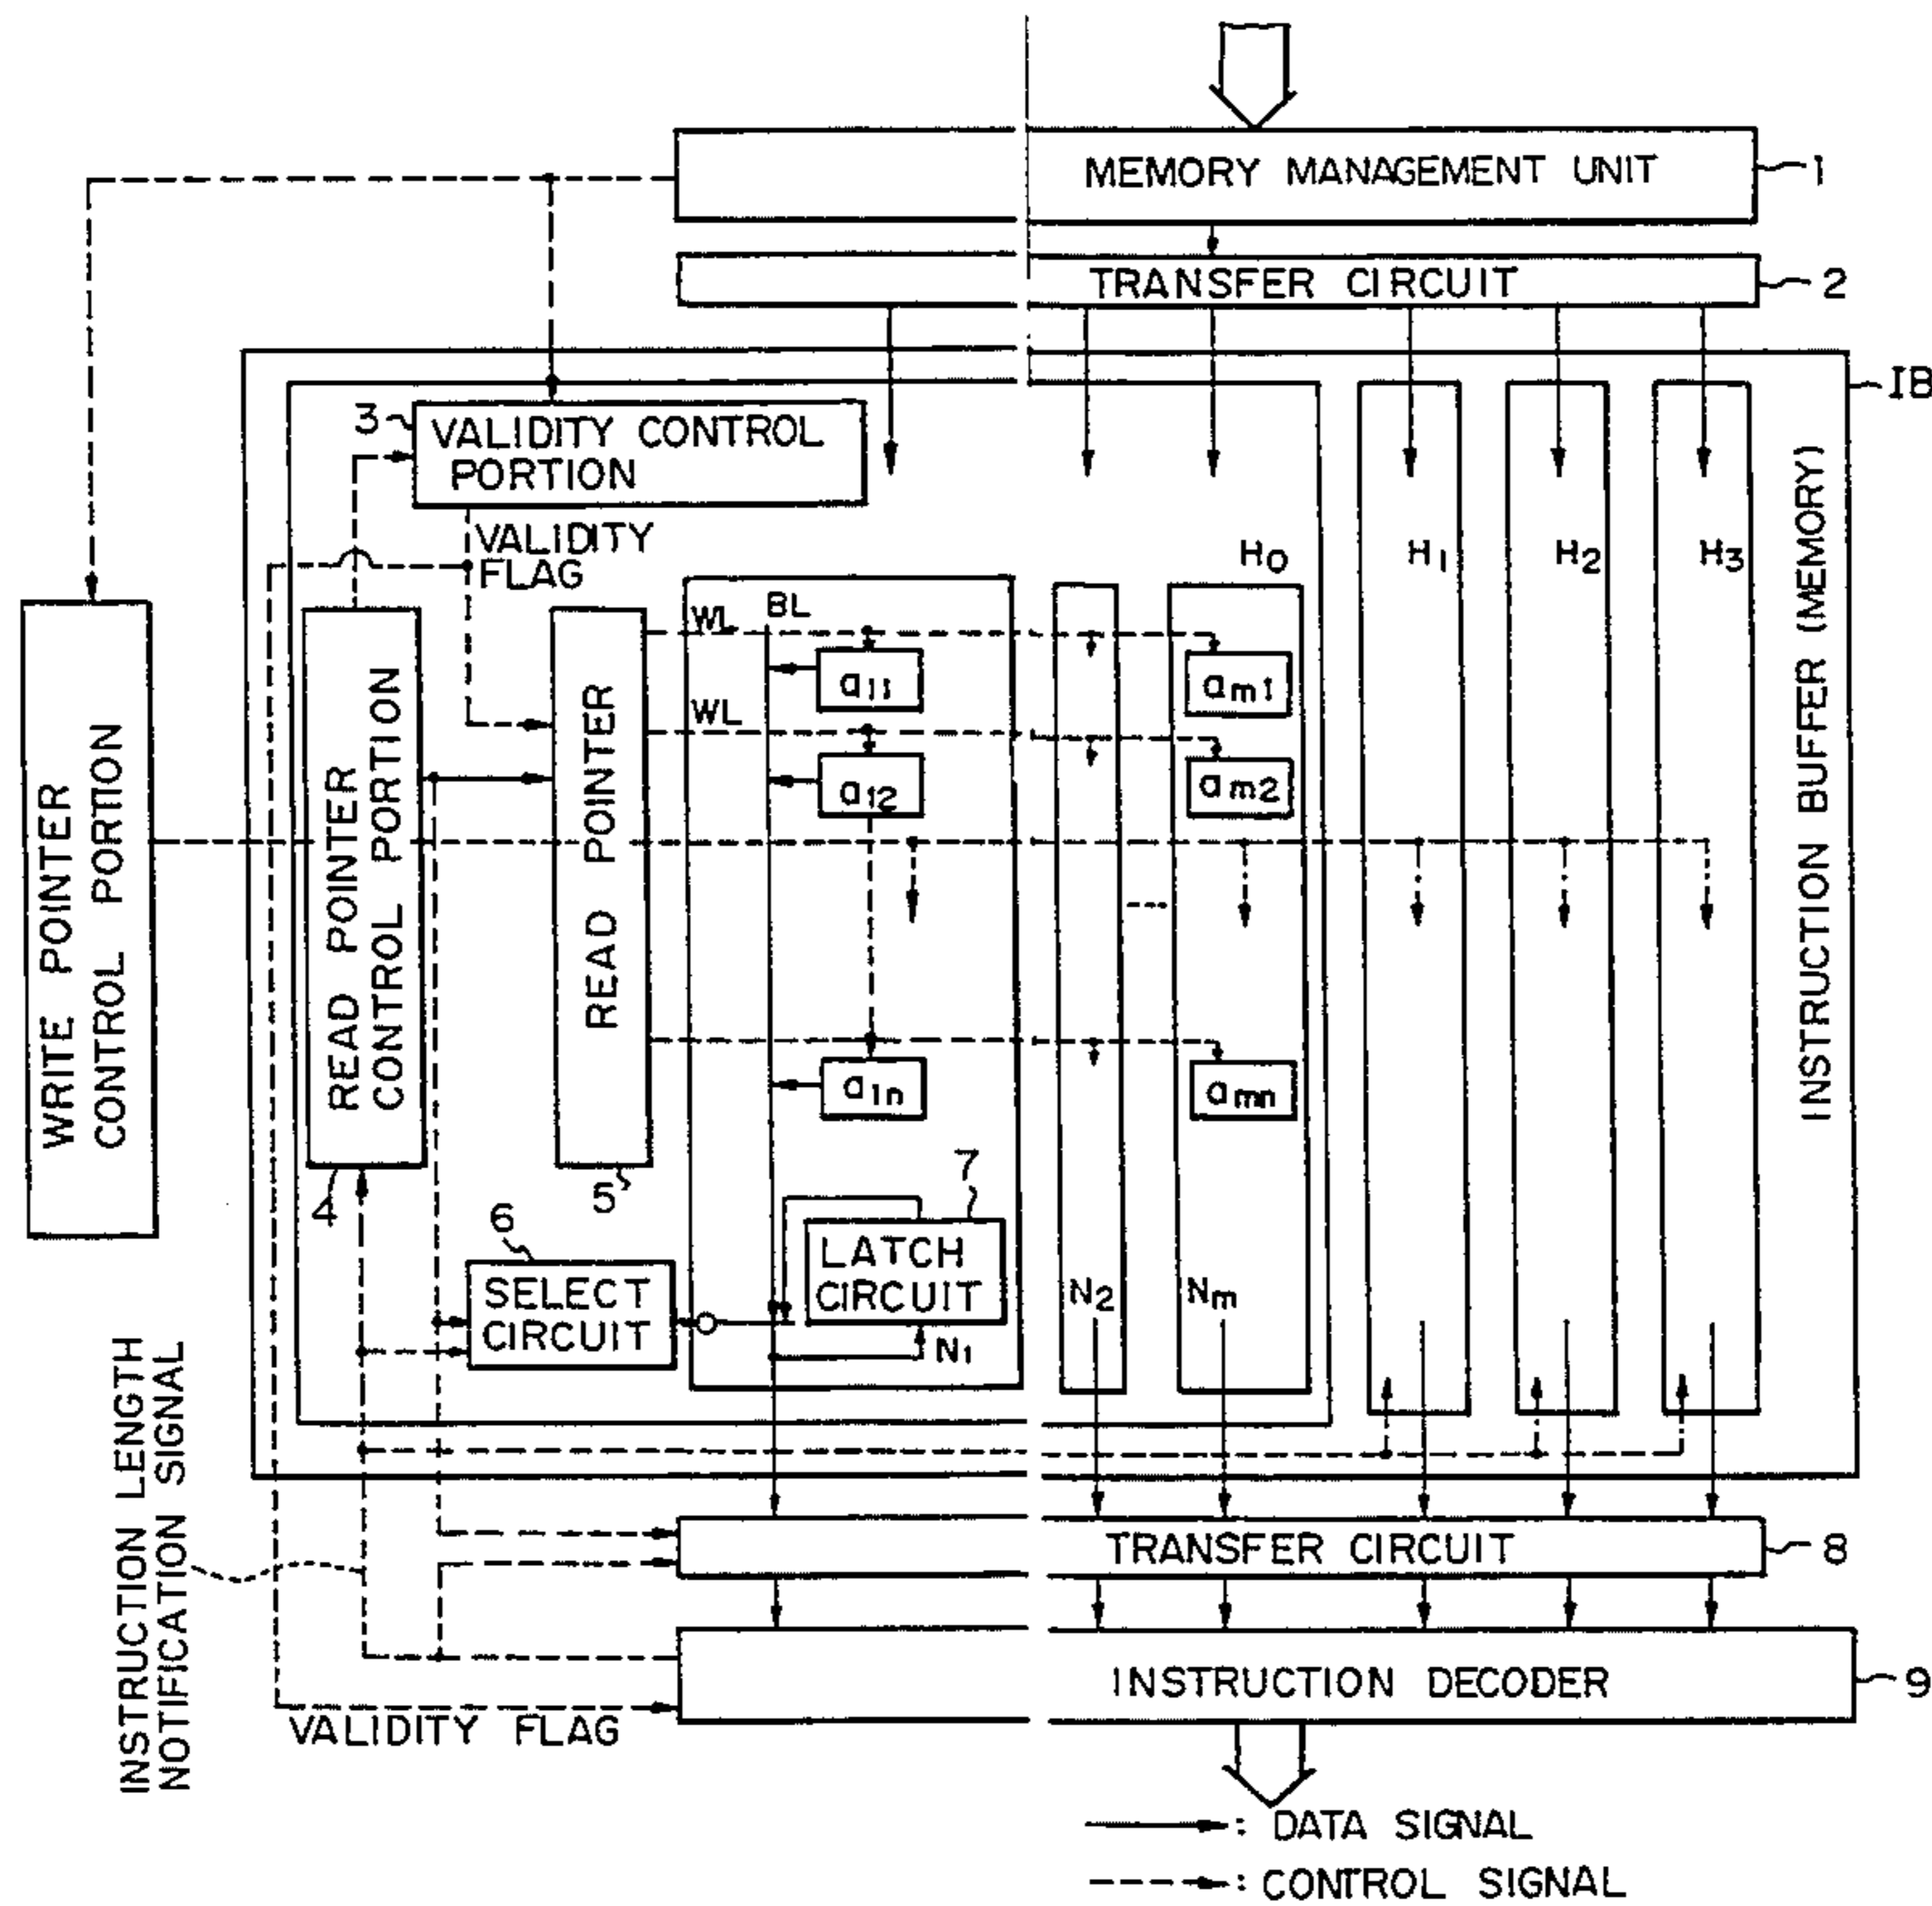 MEMORY MANAGEMENT UNIT
1
TRANSFER CIRCUIT
2
IB
3
VALIDITY CONTROL
PORTION
VALIDITY
FLAG
H0
H1
H2
H3
INSTRUCTION BUFFER (MEMORY)
WRITE POINTER
CONTROL PORTION
READ POINTER
CONTROL PORTION
4
READ POINTER
5
WL
BL
a11
am1
WL
a12
am2
a1n
amn
6
SELECT
CIRCUIT
7
LATCH
CIRCUIT
N1
N2
Nm
INSTRUCTION LENGTH
NOTIFICATION SIGNAL
TRANSFER CIRCUIT
8
INSTRUCTION DECODER
9
VALIDITY FLAG
: DATA SIGNAL
: CONTROL SIGNAL